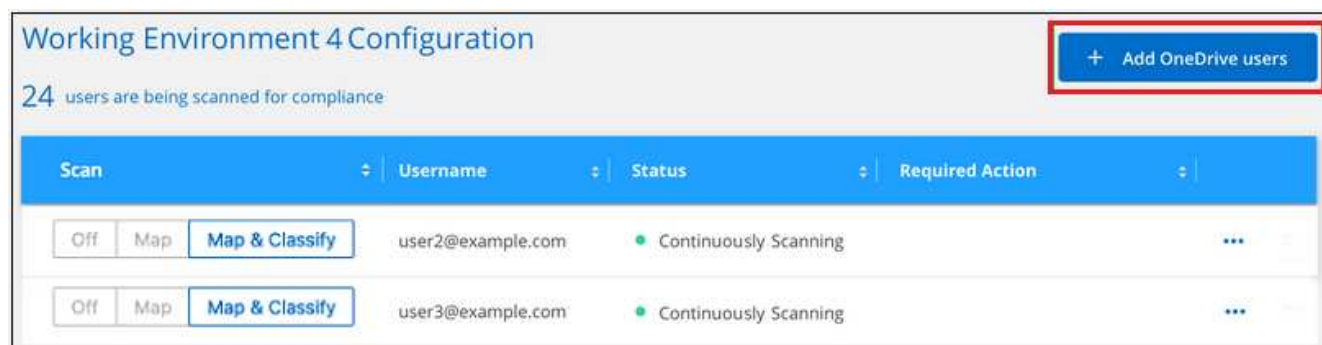 Working Environment 4 Configuration
+ Add OneDrive users
24 users are being scanned for compliance
Scan Username Status Required Action
Off Map Map & Classify user2@example.com Continuously Scanning ...
Off Map Map & Classify user3@example.com Continuously Scanning ...